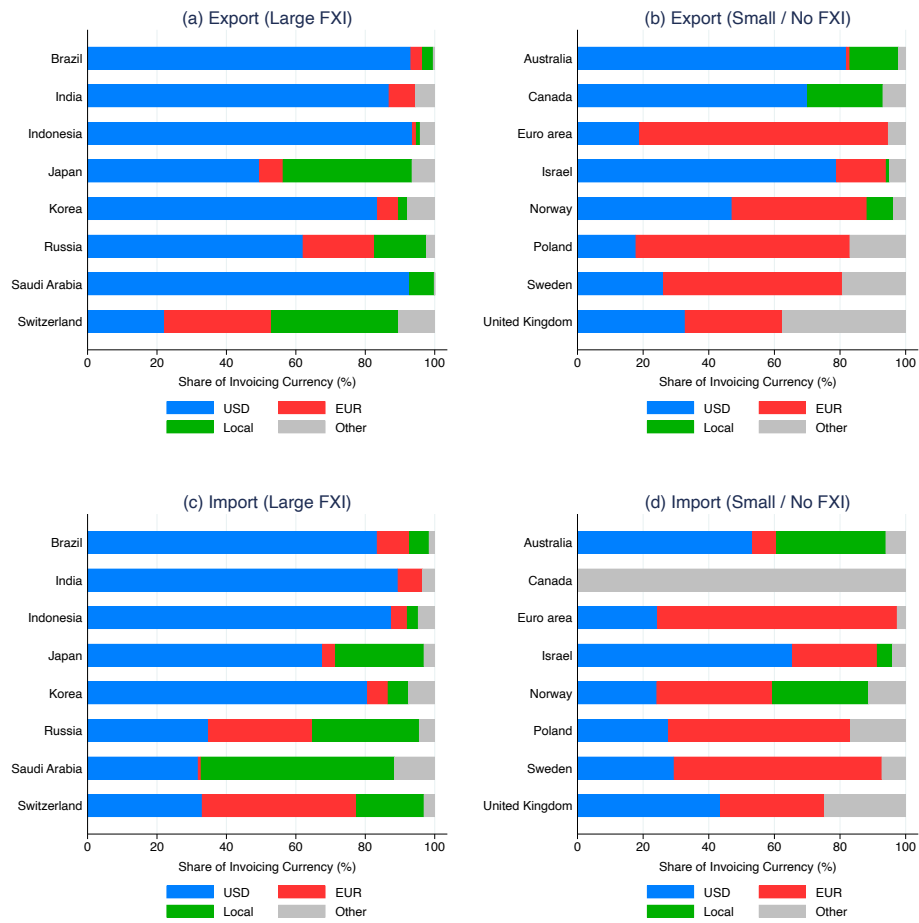 (a) Export (Large FXI)
Brazil
India
Indonesia
Japan
Korea
Russia
Saudi Arabia
Switzerland
0 20 40 60 80 100
Share of Invoicing Currency (%)
USD EUR
Local Other
(b) Export (Small / No FXI)
Australia
Canada
Euro area
Israel
Norway
Poland
Sweden
United Kingdom
0 20 40 60 80 100
Share of Invoicing Currency (%)
USD EUR
Local Other
(c) Import (Large FXI)
Brazil
India
Indonesia
Japan
Korea
Russia
Saudi Arabia
Switzerland
0 20 40 60 80 100
Share of Invoicing Currency (%)
USD EUR
Local Other
(d) Import (Small / No FXI)
Australia
Canada
Euro area
Israel
Norway
Poland
Sweden
United Kingdom
0 20 40 60 80 100
Share of Invoicing Currency (%)
USD EUR
Local Other